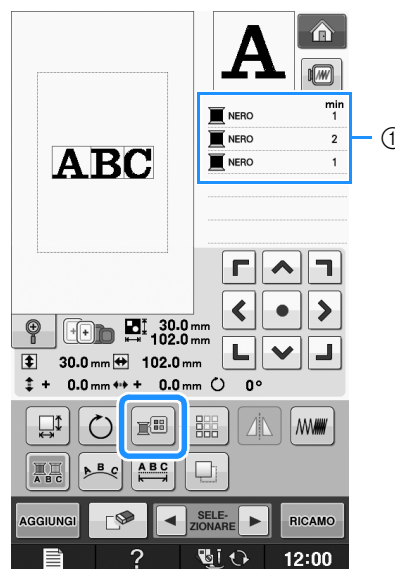 A
min
NERO 1
①
NERO 2
NERO 1
ABC
30.0 mm
102.0 mm
30.0 mm 102.0 mm
+ 0.0 mm + 0.0 mm 0°
A B C
A B C
A B C
AGGIUNGI
SELE-
ZIONARE
RICAMO
? 12:00